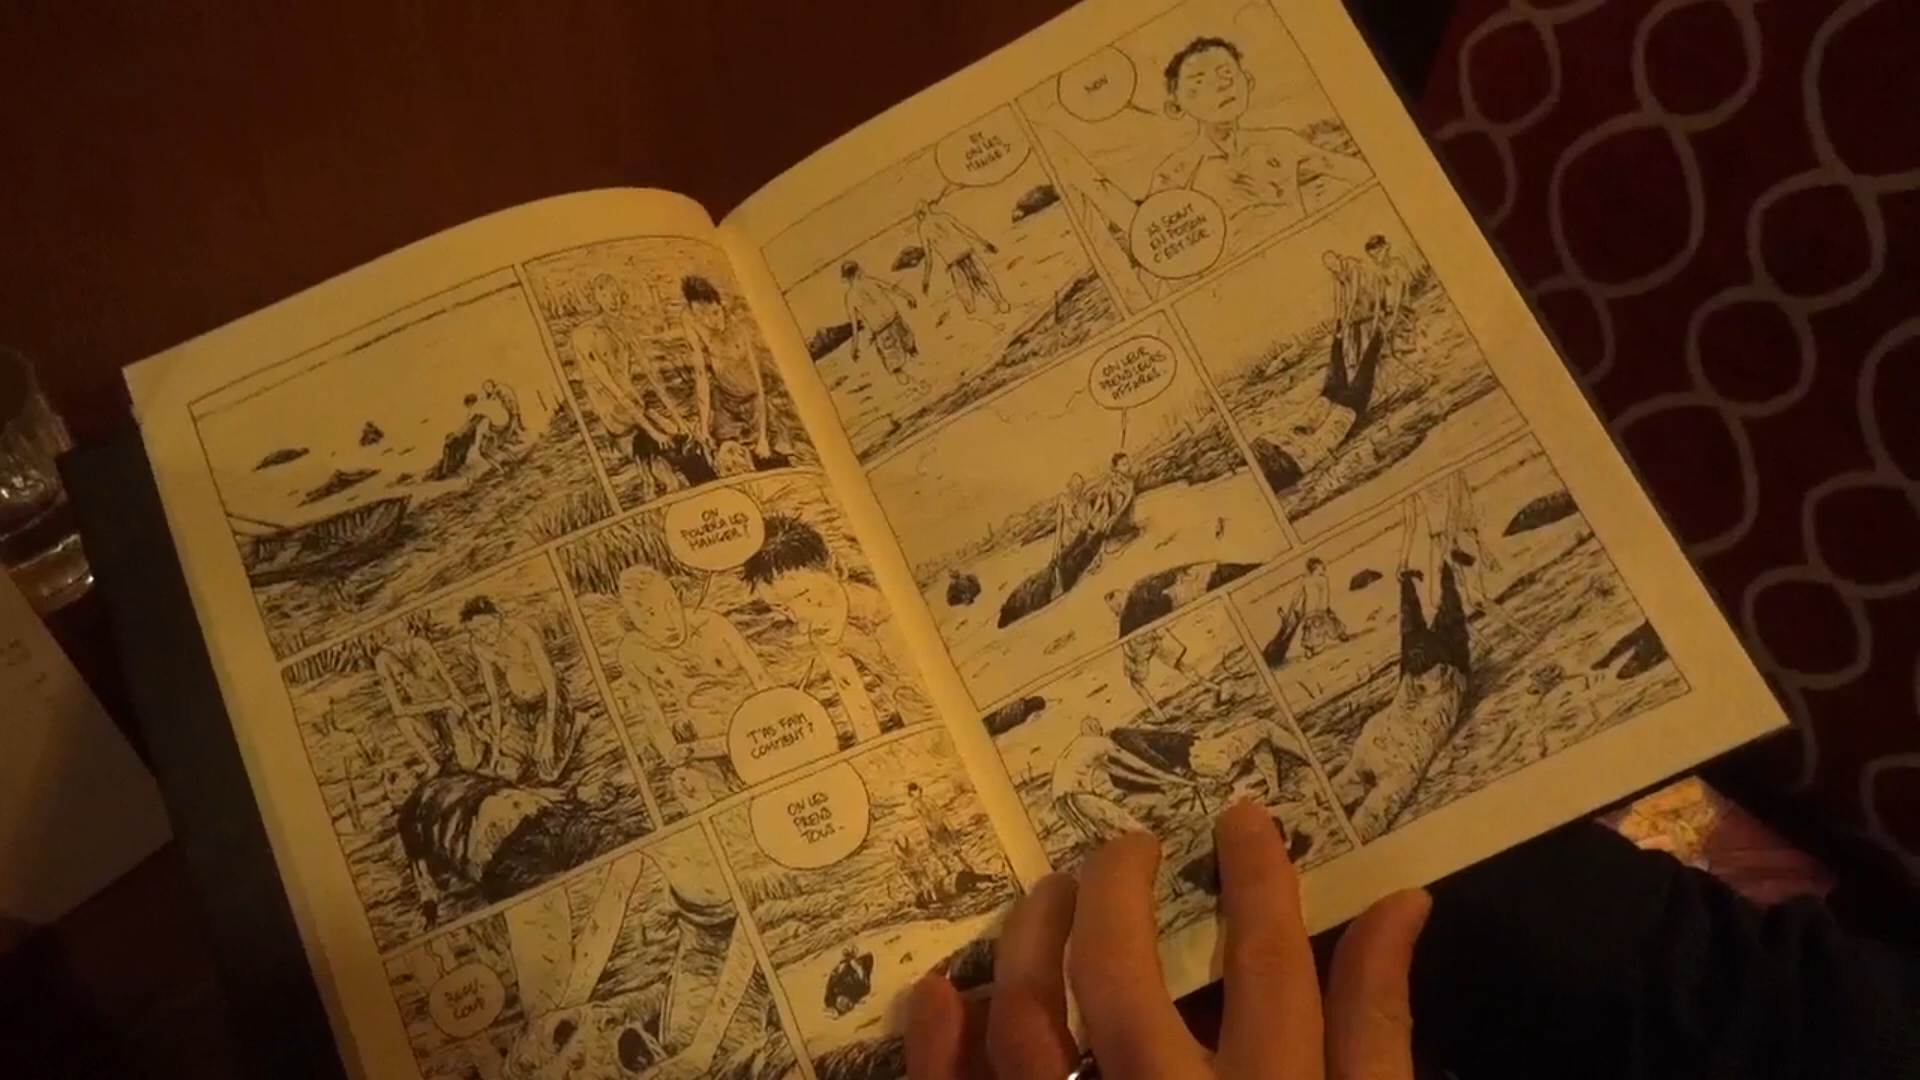 ON
POURRA LES
MANGER?
T'AS FAIM
COMMENT?
BEAU-
COUP
ON LES
PREND
TOUS.
ET
ON LES
MANGE?
NON
ILS SONT
EN POISON
C'EST SÛR.
ON LEUR
PREND LEURS
AFFAIRES.